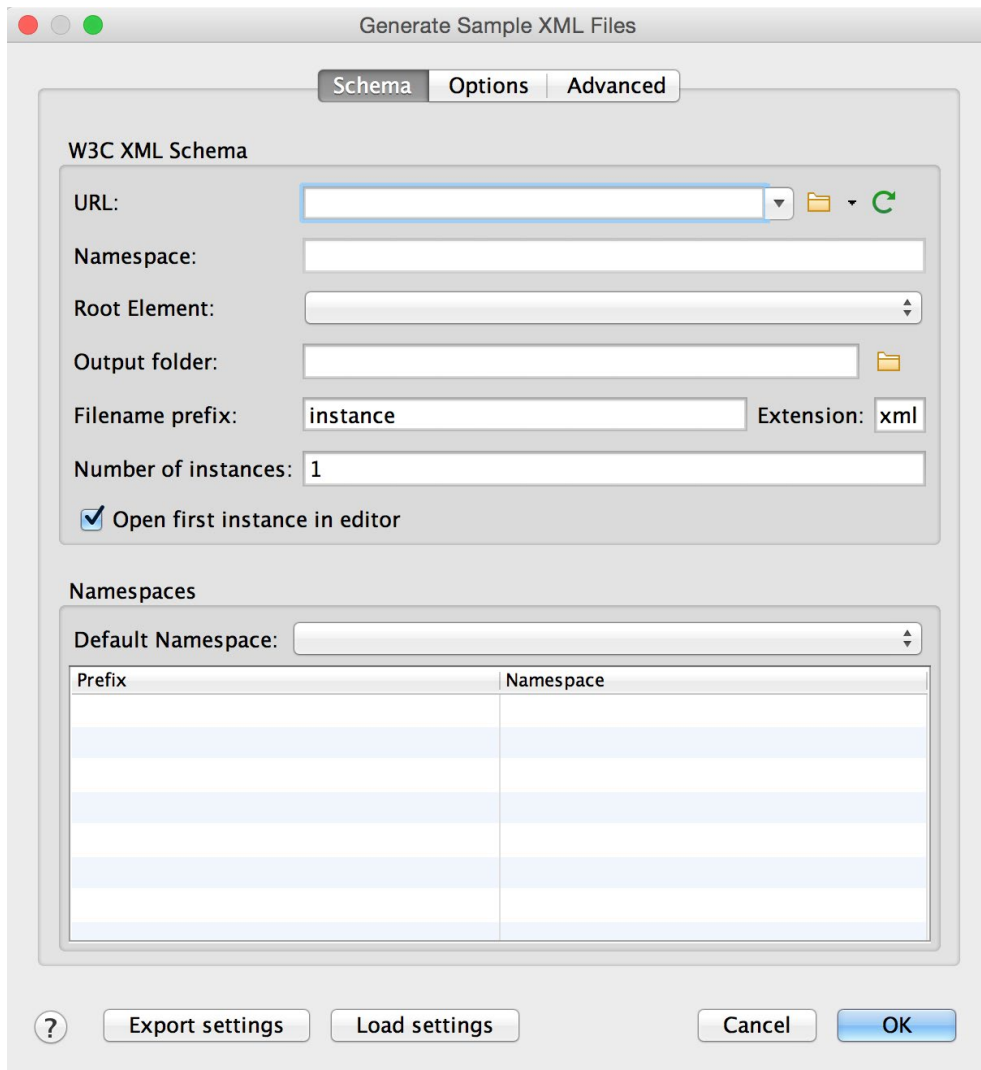 Generate Sample XML Files
Schema Options Advanced
W3C XML Schema
URL:
Namespace:
Root Element:
Output folder:
Filename prefix: instance Extension: xml
Number of instances: 1
Open first instance in editor
Namespaces
Default Namespace:
Prefix Namespace
? Export settings Load settings Cancel OK